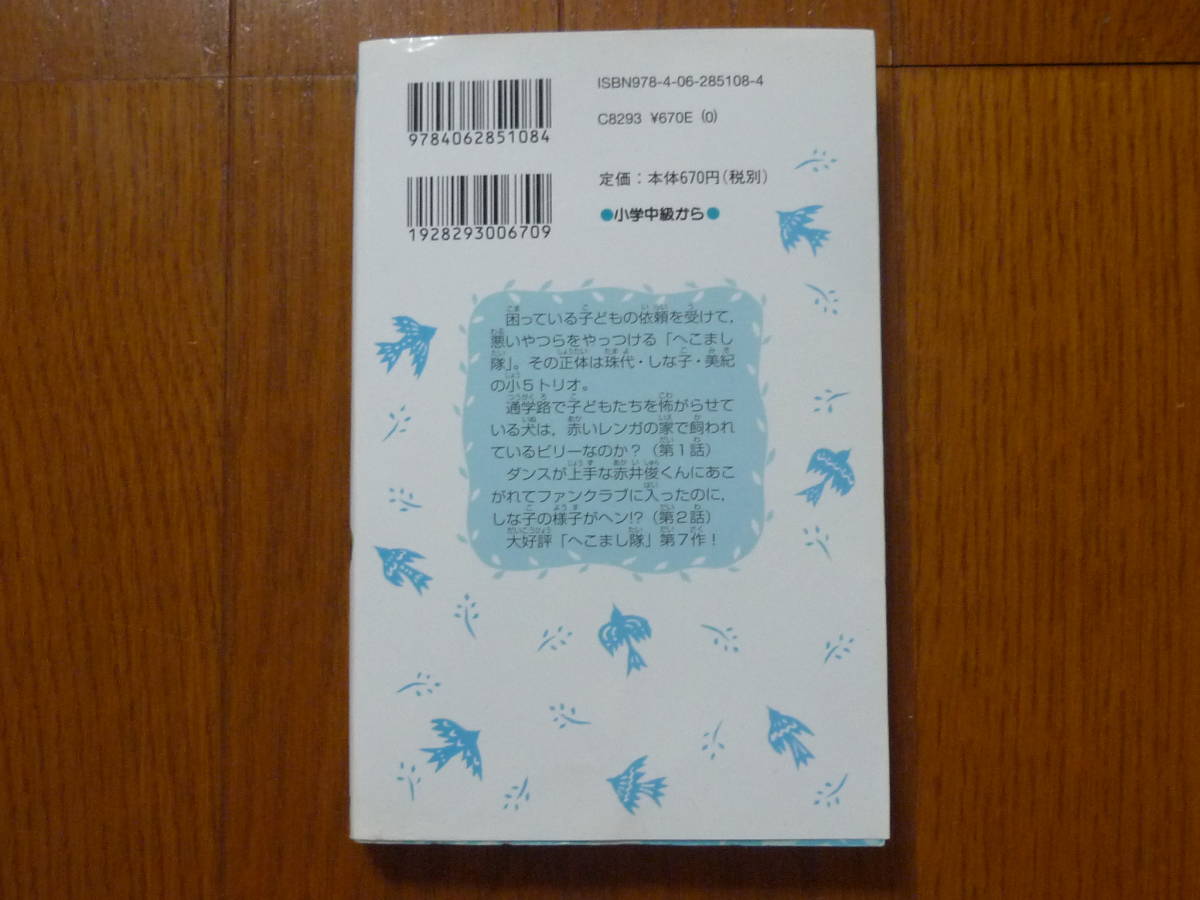 9784062851084
1928293006709
ISBN978-4-06-285108-4
C8293 ¥670E (0)
定価：本体670円（税別）
●小学中級から●
困っている子どもの依頼を受けて，
悪いやつらをやっつける「へこまし
隊」。その正体は珠代・しな子・美紀
の小５トリオ。
通学路で子どもたちを怖がらせて
いる犬は，赤いレンガの家で飼われ
ているビリーなのか？（第１話）
ダンスが上手な赤井俊くんにあこ
がれてファンクラブに入ったのに，
しな子の様子がヘン!?（第２話）
大好評「へこまし隊」第７作！